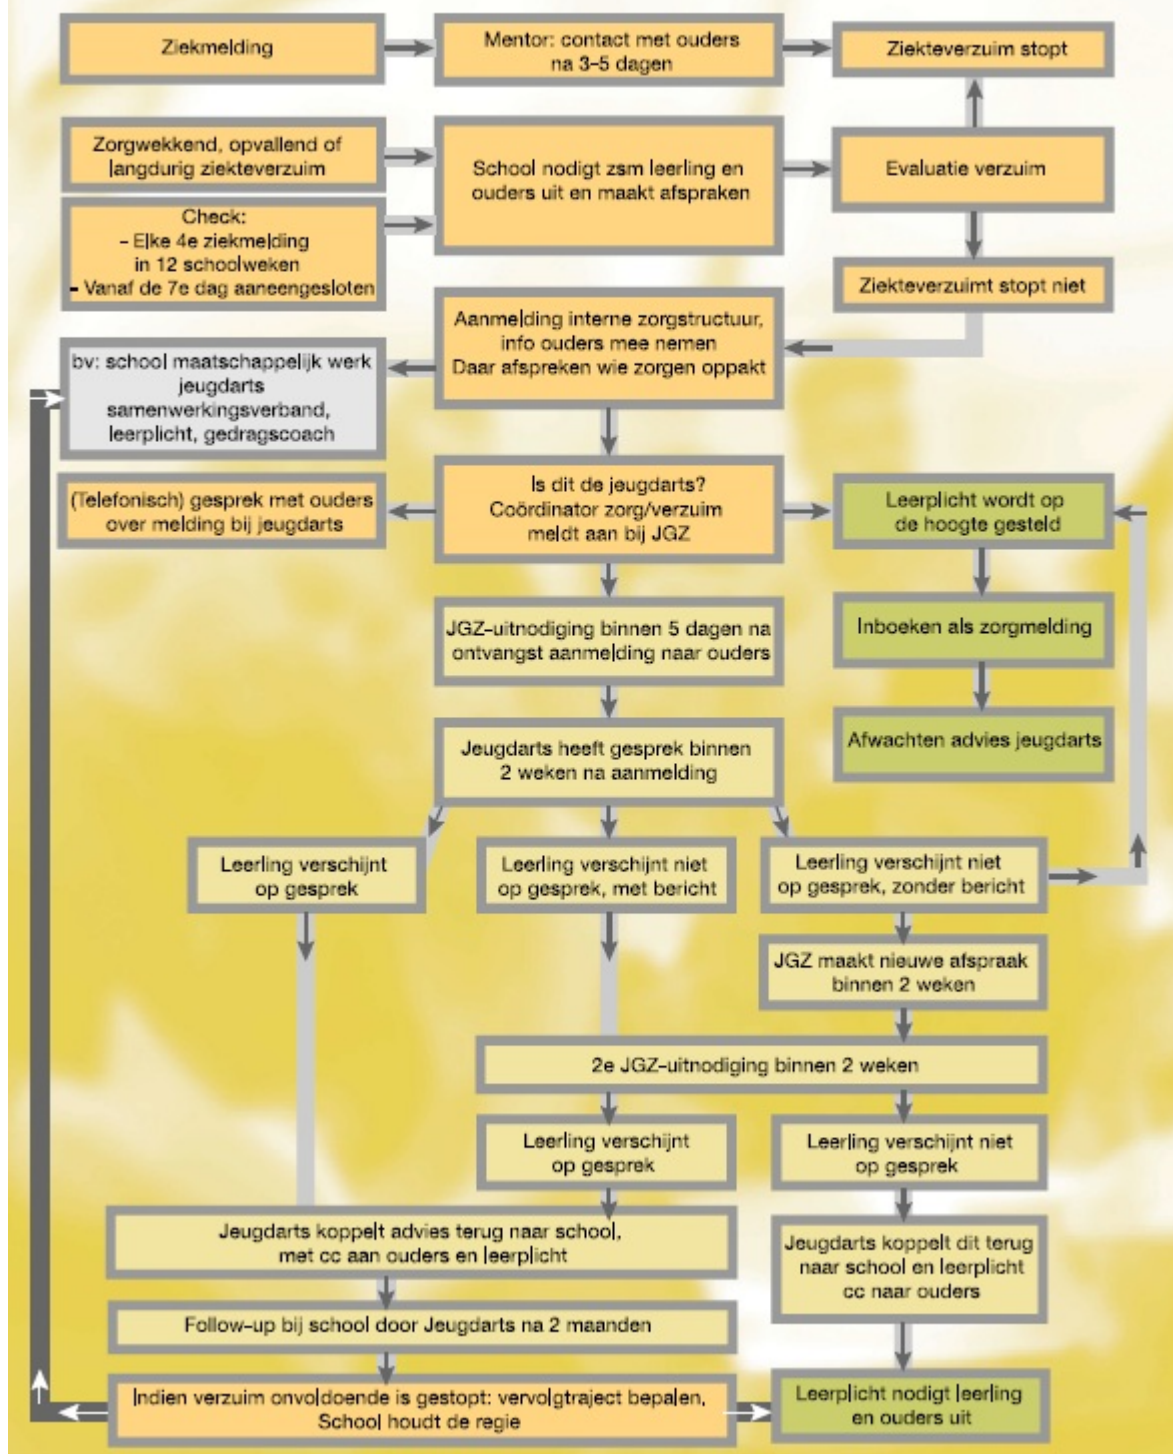 Ziekmelding
Mentor: contact met ouders
na 3-5 dagen
Ziekteverzuim stopt
Zorgwekkend, opvallend of
langdurig ziekteverzuim
School nodigt zsm leerling en
ouders uit en maakt afspraken
Evaluatie verzuim
Check:
- Elke 4e ziekmelding
in 12 schoolweken
- Vanaf de 7e dag aaneengesloten
Ziekteverzuimt stopt niet
Aanmelding interne zorgstructuur,
info ouders mee nemen
Daar afspreken wie zorgen oppakt
bv: school maatschappelijk werk
jeugdarts
samenwerkingsverband,
leerplicht, gedragscoach
(Telefonisch) gesprek met ouders
over melding bij jeugdarts
Is dit de jeugdarts?
Coördinator zorg/verzuim
meldt aan bij JGZ
Leerplicht wordt op
de hoogte gesteld
JGZ-uitnodiging binnen 5 dagen na
ontvangst aanmelding naar ouders
Inboeken als zorgmelding
Jeugdarts heeft gesprek binnen
2 weken na aanmelding
Afwachten advies jeugdarts
Leerling verschijnt
op gesprek
Leerling verschijnt niet
op gesprek, met bericht
Leerling verschijnt niet
op gesprek, zonder bericht
JGZ maakt nieuwe afspraak
binnen 2 weken
2e JGZ-uitnodiging binnen 2 weken
Leerling verschijnt
op gesprek
Leerling verschijnt niet
op gesprek
Jeugdarts koppelt advies terug naar school,
met cc aan ouders en leerplicht
Jeugdarts koppelt dit terug
naar school en leerplicht
cc naar ouders
Follow-up bij school door Jeugdarts na 2 maanden
Indien verzuim onvoldoende is gestopt: vervolgtraject bepalen,
School houdt de regie
Leerplicht nodigt leerling
en ouders uit